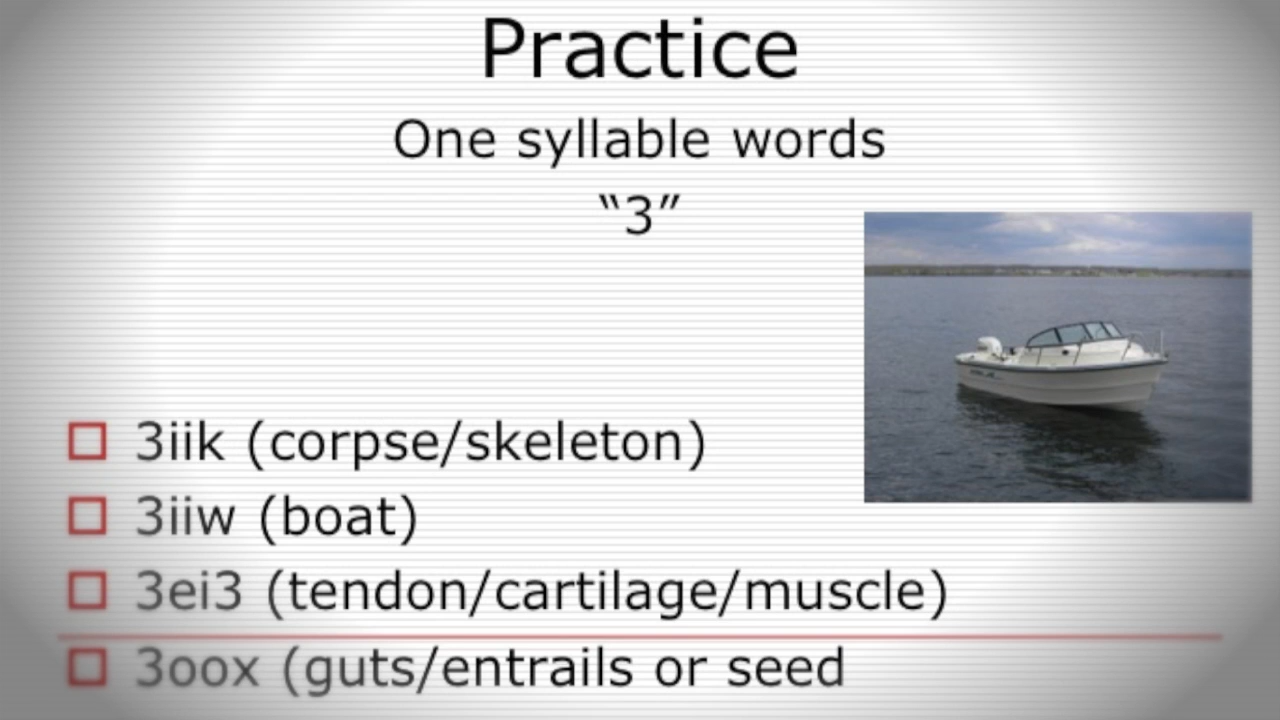 Practice
One syllable words
“3”
3iik (corpse/skeleton)
3iiw (boat)
3ei3 (tendon/cartilage/muscle)
3oox (guts/entrails or seed